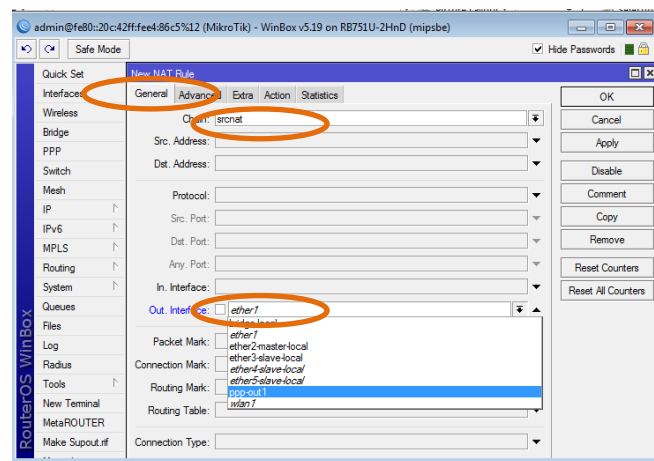 admin@fe80::20c:42ff:fee4:86c5%12 (MikroTik) - WinBox v5.19 on RB751U-2HnD (mipsbe)
Safe Mode
Hide Passwords
RouterOS WinBox
Quick Set
Interfaces
Wireless
Bridge
PPP
Switch
Mesh
IP
IPv6
MPLS
Routing
System
Queues
Files
Log
Radius
Tools
New Terminal
MetaROUTER
Make Supout.rif
New NAT Rule
General Advanced Extra Action Statistics
Chain: srcnat
Src. Address:
Dst. Address:
Protocol:
Src. Port:
Dst. Port:
Any. Port:
In. Interface:
Out. Interface: ether1
bridge-local
ether1
ether2-master-local
ether3-slave-local
ether4-slave-local
ether5-slave-local
ppp-out1
wlan1
Packet Mark:
Connection Mark:
Routing Mark:
Routing Table:
Connection Type:
OK
Cancel
Apply
Disable
Comment
Copy
Remove
Reset Counters
Reset All Counters